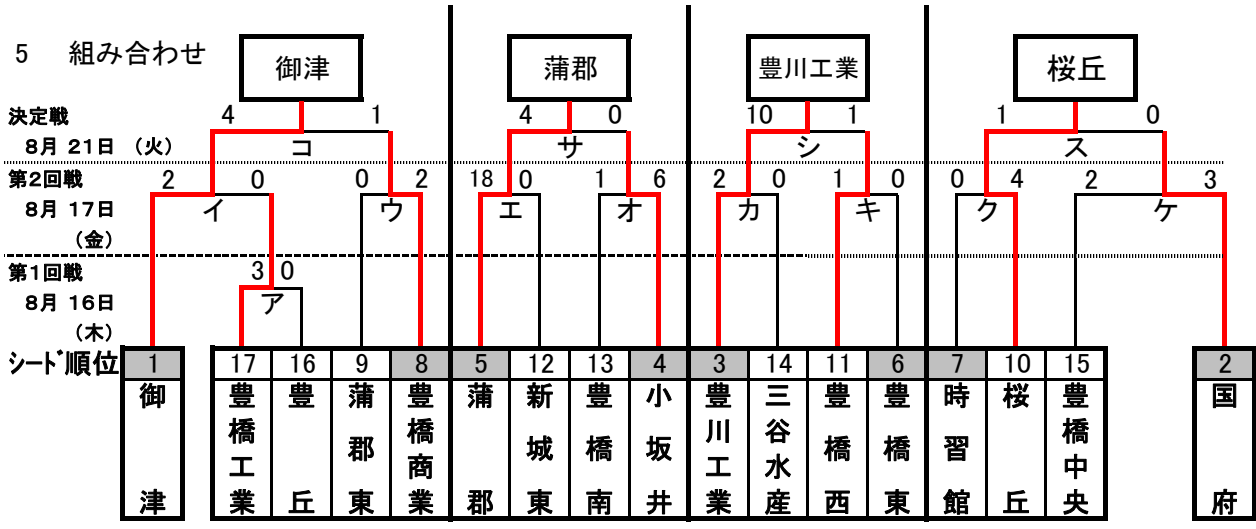 5 組み合わせ
御津 蒲郡 豊川工業 桜丘
決定戦 4 1 4 0 10 1 1 0
8月 21日 (火) コ サ シ ス
第2回戦 2 0 0 2 18 0 1 6 2 0 1 0 0 4 2 3
8月 17日 イ ウ エ オ カ キ ク ケ
(金)
第1回戦 3 0
8月 16日 ア
(木)
シード順位 1 17 16 9 8 5 12 13 4 3 14 11 6 7 10 15 2
御津
豊橋工業
豊丘
蒲郡東
豊橋商業
蒲郡
新城東
豊橋南
小坂井
豊川工業
三谷水産
豊橋西
豊橋東
時習館
桜丘
豊橋中央
国府